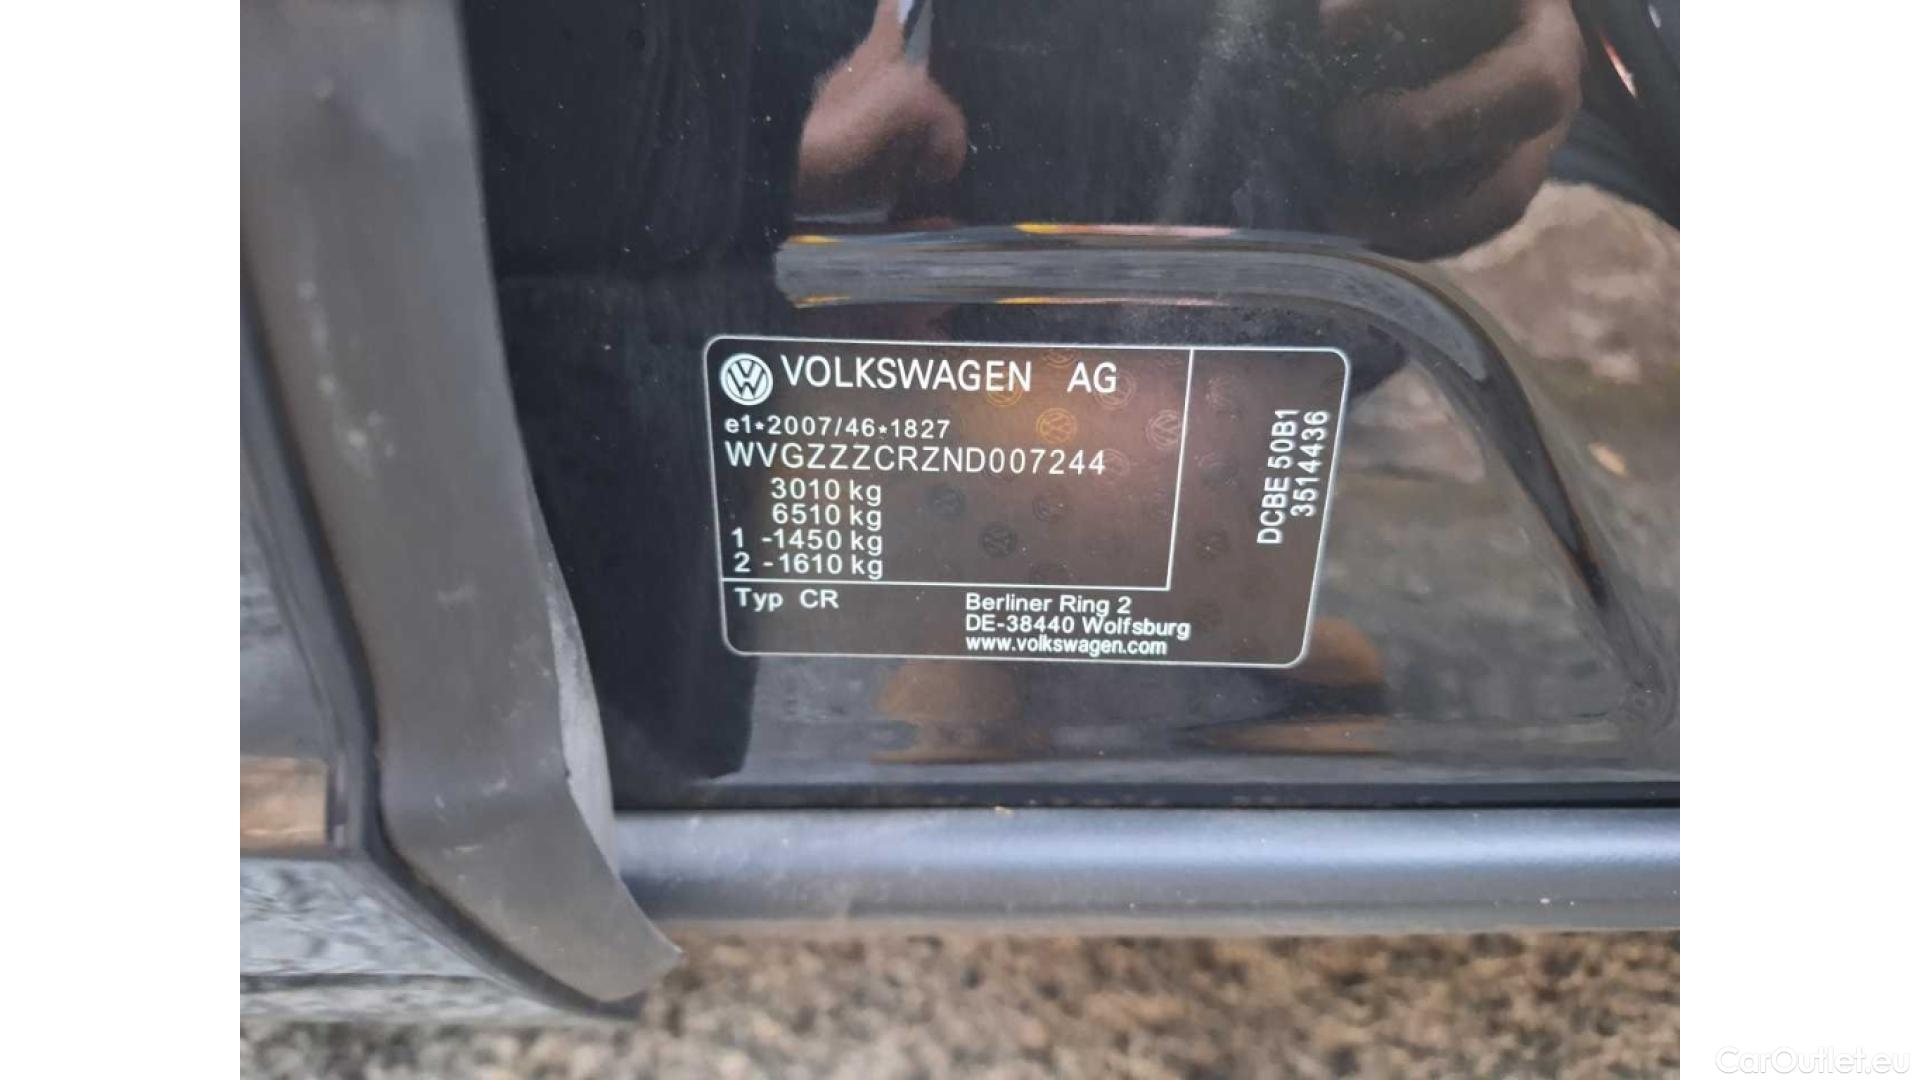 VOLKSWAGEN AG
e1*2007/46*1827
WVGZZZCRZND007244
3010 kg
6510 kg
1 -1450 kg
2 -1610 kg
Typ CR
Berliner Ring 2
DE-38440 Wolfsburg
www.volkswagen.com
DCBE 50B1
3514436
CarOutlet.eu